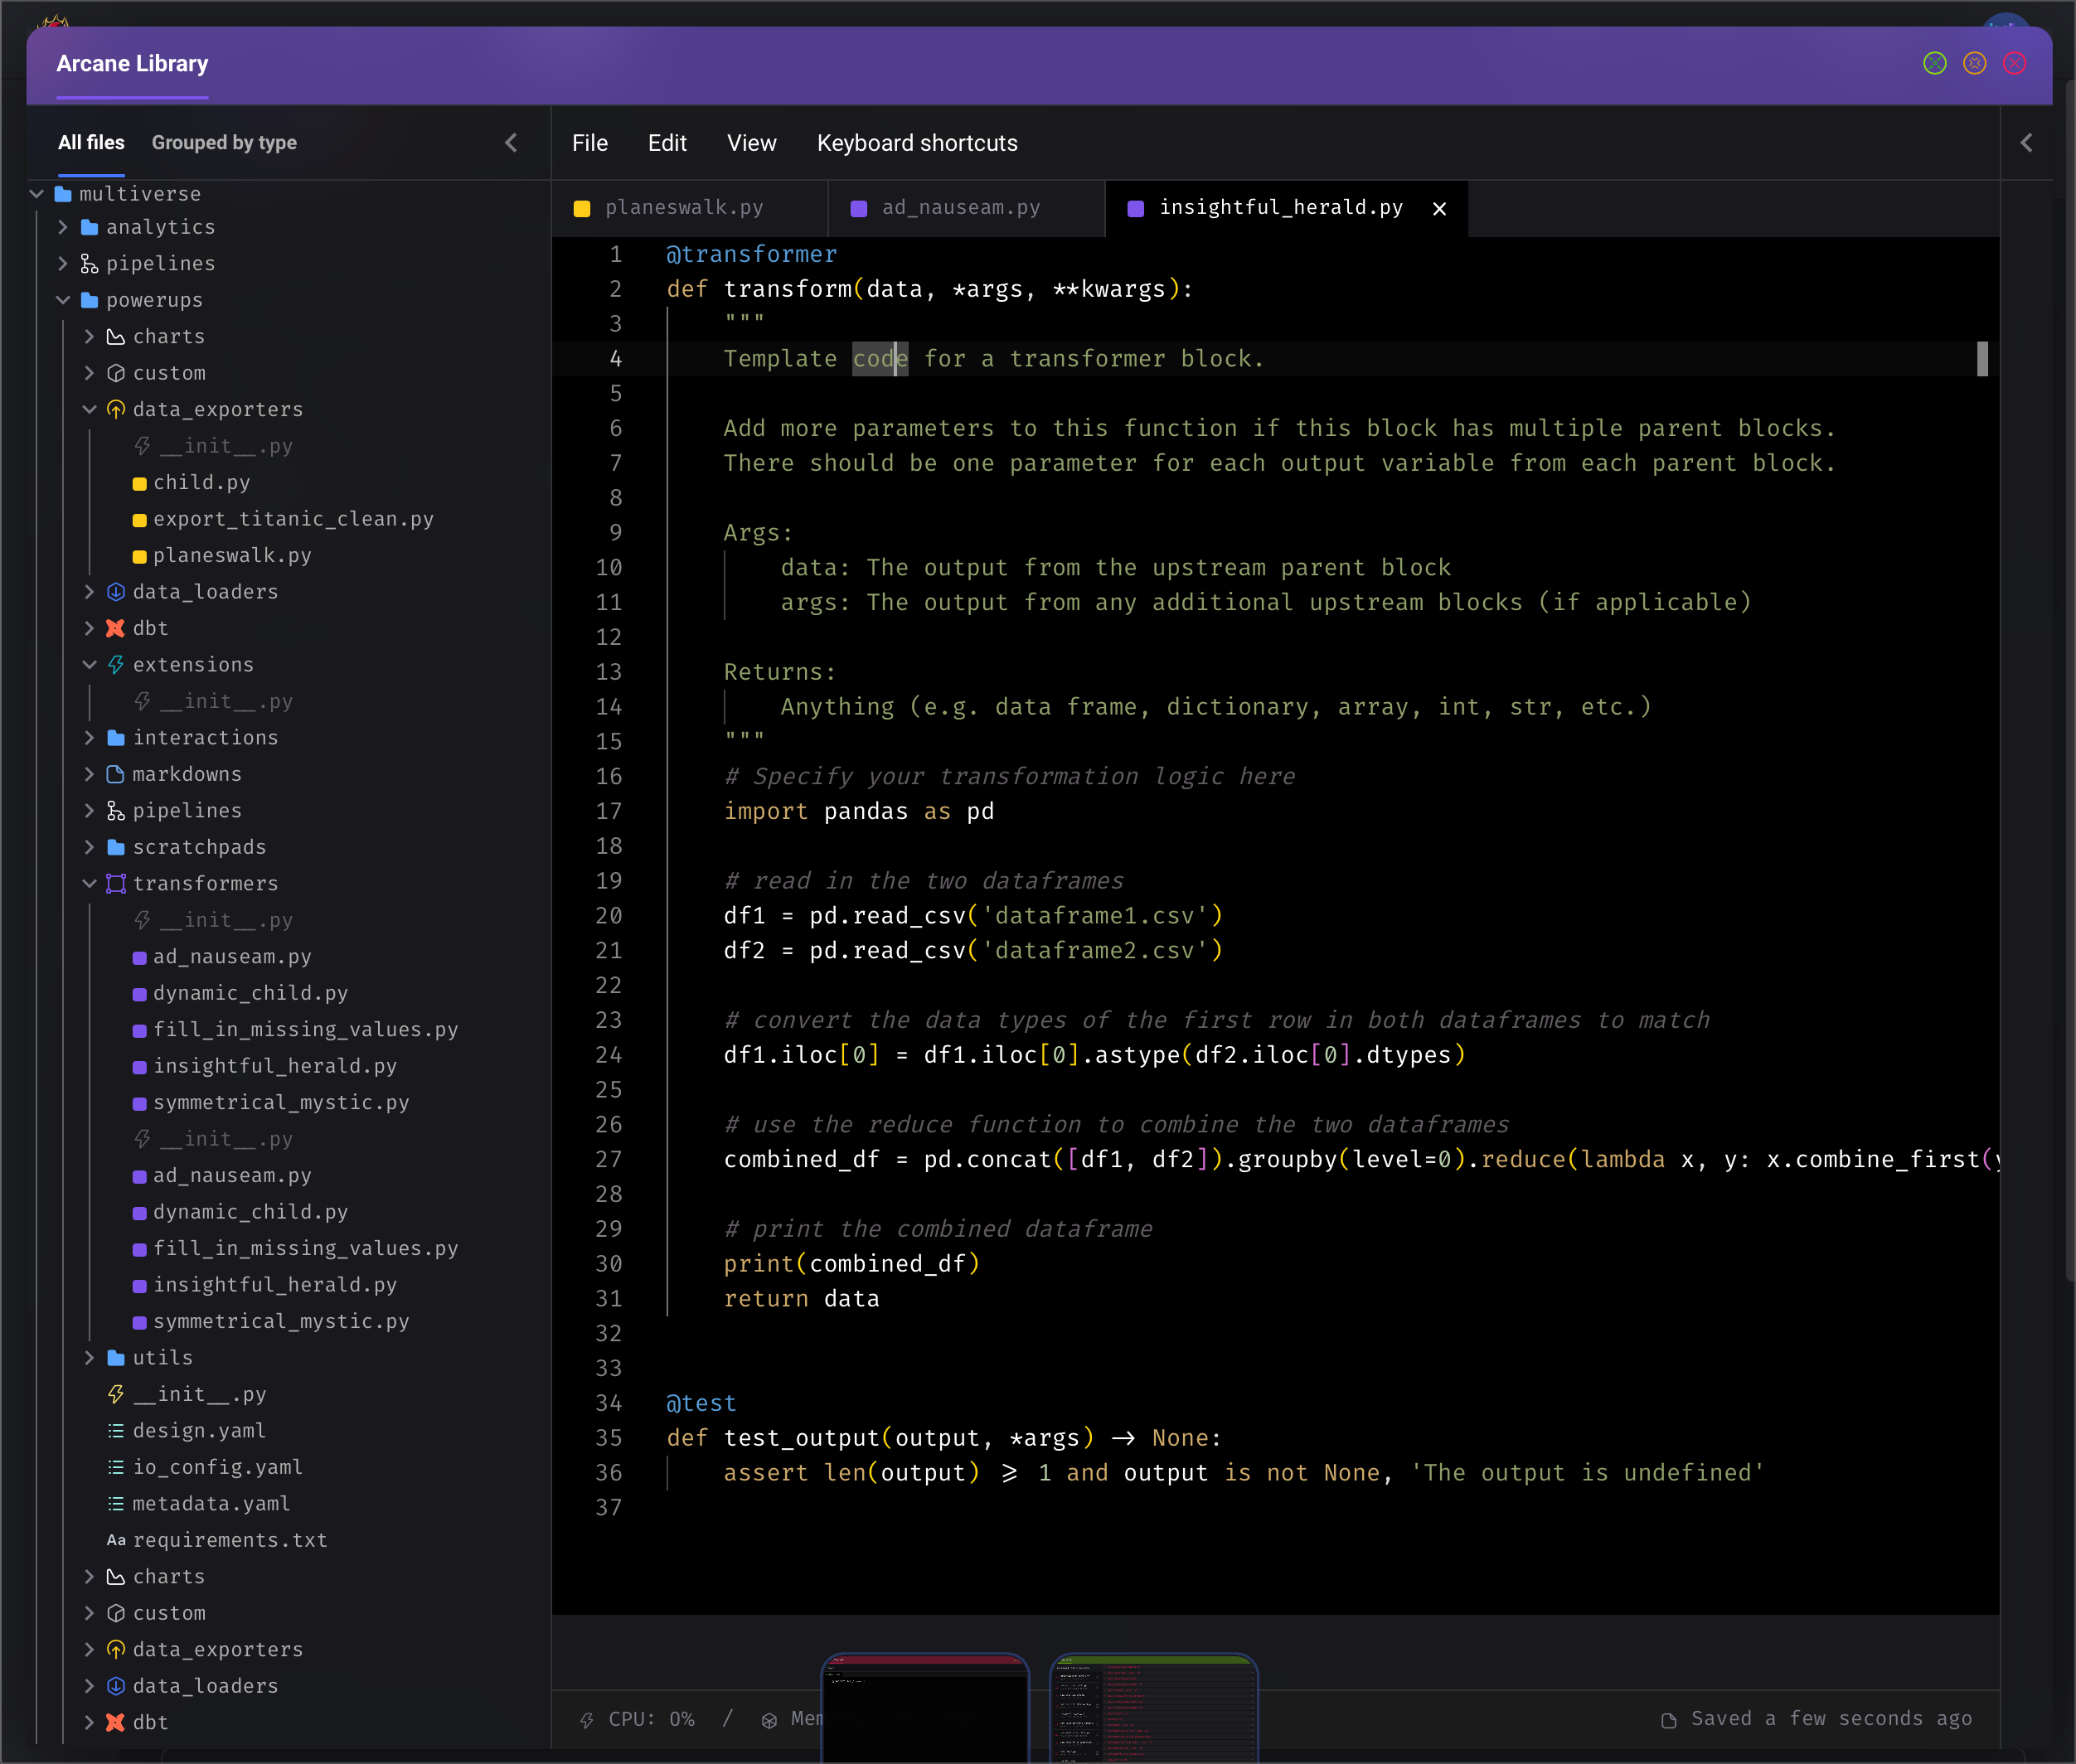 Arcane Library
All files Grouped by type
multiverse
analytics
pipelines
powerups
charts
custom
data_exporters
__init__.py
child.py
export_titanic_clean.py
planeswalk.py
data_loaders
dbt
extensions
__init__.py
interactions
markdowns
pipelines
scratchpads
transformers
__init__.py
ad_nauseam.py
dynamic_child.py
fill_in_missing_values.py
insightful_herald.py
symmetrical_mystic.py
__init__.py
ad_nauseam.py
dynamic_child.py
fill_in_missing_values.py
insightful_herald.py
symmetrical_mystic.py
utils
__init__.py
design.yaml
io_config.yaml
metadata.yaml
Aa requirements.txt
charts
custom
data_exporters
data_loaders
dbt
File Edit View Keyboard shortcuts
planeswalk.py ad_nauseam.py insightful_herald.py
1 @transformer
2 def transform(data, *args, **kwargs):
3     """
4     Template code for a transformer block.
5
6     Add more parameters to this function if this block has multiple parent blocks.
7     There should be one parameter for each output variable from each parent block.
8
9     Args:
10         data: The output from the upstream parent block
11         args: The output from any additional upstream blocks (if applicable)
12
13     Returns:
14         Anything (e.g. data frame, dictionary, array, int, str, etc.)
15     """
16     # Specify your transformation logic here
17     import pandas as pd
18
19     # read in the two dataframes
20     df1 = pd.read_csv('dataframe1.csv')
21     df2 = pd.read_csv('dataframe2.csv')
22
23     # convert the data types of the first row in both dataframes to match
24     df1.iloc[0] = df1.iloc[0].astype(df2.iloc[0].dtypes)
25
26     # use the reduce function to combine the two dataframes
27     combined_df = pd.concat([df1, df2]).groupby(level=0).reduce(lambda x, y: x.combine_first(
28
29     # print the combined dataframe
30     print(combined_df)
31     return data
32
33
34 @test
35 def test_output(output, *args) → None:
36     assert len(output) ⩾ 1 and output is not None, 'The output is undefined'
37
CPU: 0% / Saved a few seconds ago